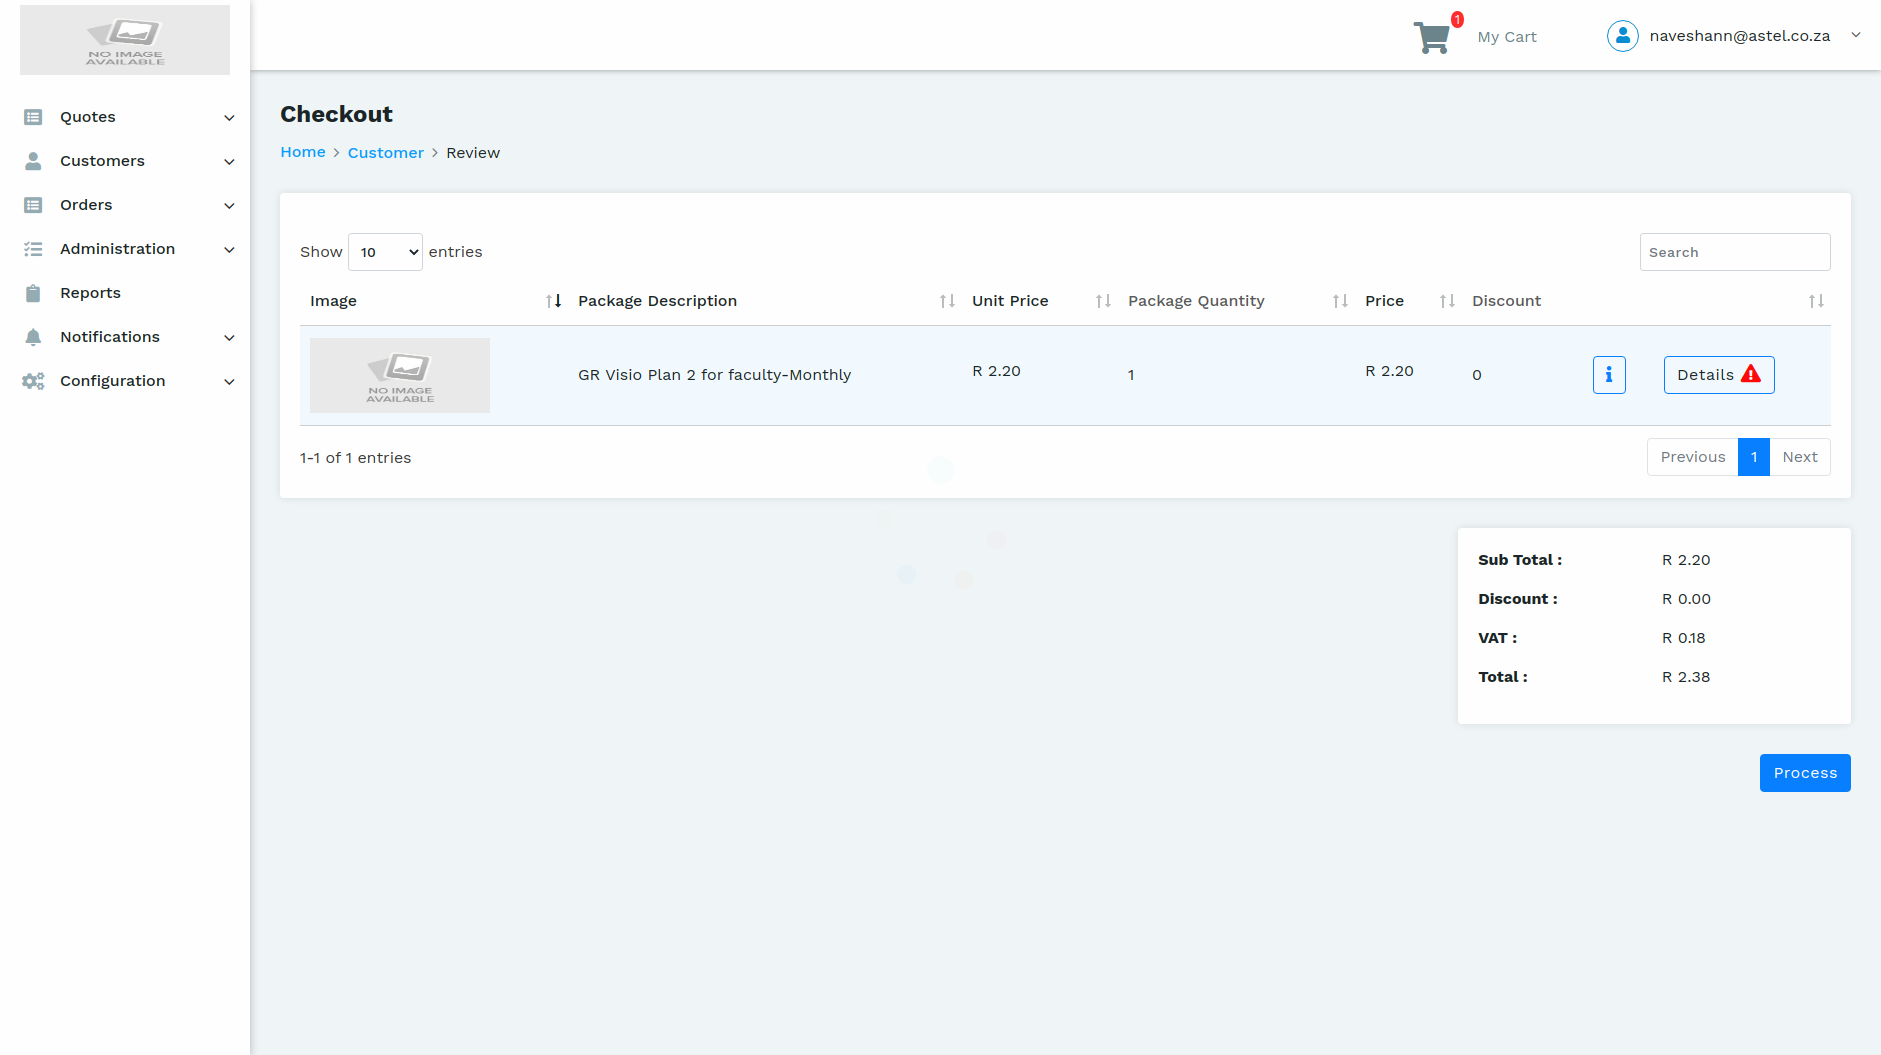 NO IMAGE
AVAILABLE
1
My Cart
naveshann@astel.co.za
Quotes
Customers
Orders
Administration
Reports
Notifications
Configuration
Checkout
Home > Customer > Review
Show 10 entries
Search
Image Package Description Unit Price Package Quantity Price Discount
NO IMAGE
AVAILABLE
GR Visio Plan 2 for faculty-Monthly R 2.20 1 R 2.20 0 i Details
1-1 of 1 entries
Previous 1 Next
Sub Total : R 2.20
Discount : R 0.00
VAT : R 0.18
Total : R 2.38
Process